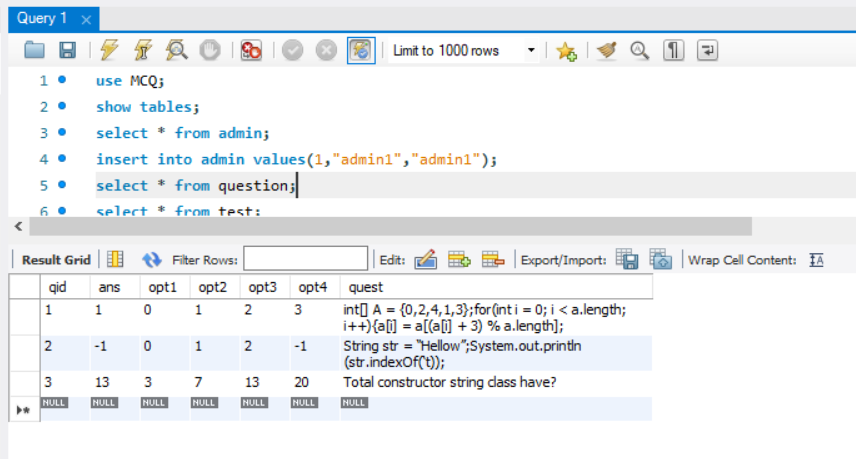 Query 1
Limit to 1000 rows
1 use MCQ;
2 show tables;
3 select * from admin;
4 insert into admin values(1,"admin1","admin1");
5 select * from question;
6 select * from test;
Result Grid Filter Rows: Edit: Export/Import: Wrap Cell Content: IA
qid ans opt1 opt2 opt3 opt4 quest
1 1 0 1 2 3 int[] A = {0,2,4,1,3};for(int i = 0; i < a.length;
i++){a[i] = a[(a[i] + 3) % a.length];
2 -1 0 1 2 -1 String str = "Hellow";System.out.println
(str.indexOf('t));
3 13 3 7 13 20 Total constructor string class have?
NULL NULL NULL NULL NULL NULL NULL